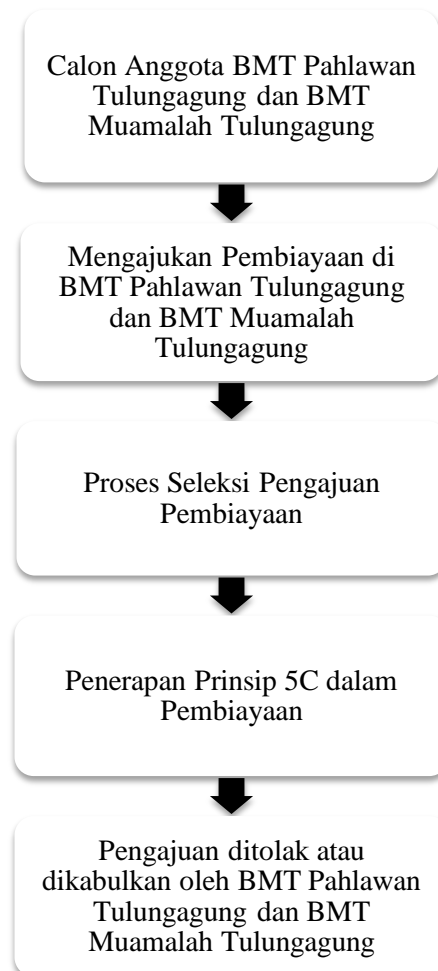 Calon Anggota BMT Pahlawan
Tulungagung dan BMT
Muamalah Tulungagung
Mengajukan Pembiayaan di
BMT Pahlawan Tulungagung
dan BMT Muamalah
Tulungagung
Proses Seleksi Pengajuan
Pembiayaan
Penerapan Prinsip 5C dalam
Pembiayaan
Pengajuan ditolak atau
dikabulkan oleh BMT Pahlawan
Tulungagung dan BMT
Muamalah Tulungagung